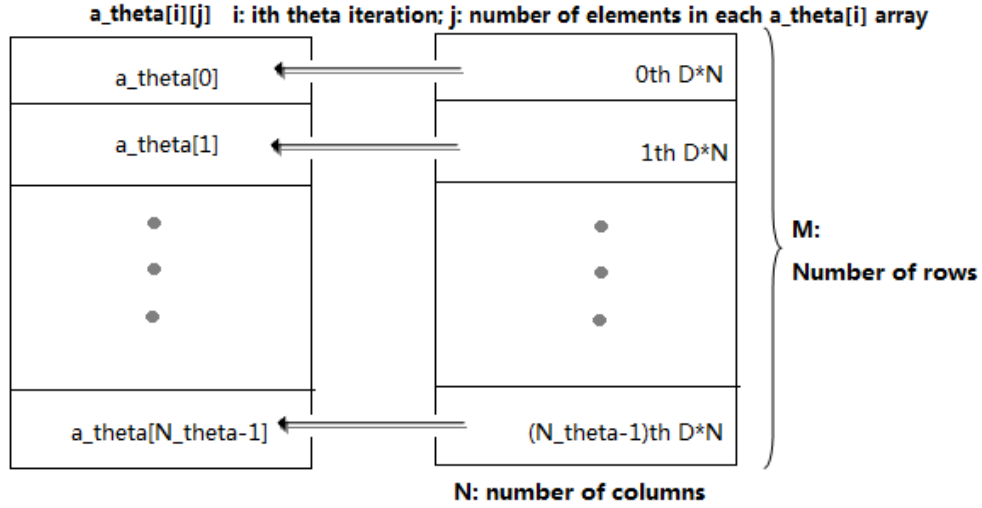 a_theta[i][j] i: ith theta iteration; j: number of elements in each a_theta[i] array
a_theta[0]
0th D*N
a_theta[1]
1th D*N
M:
Number of rows
a_theta[N_theta-1]
(N_theta-1)th D*N
N: number of columns